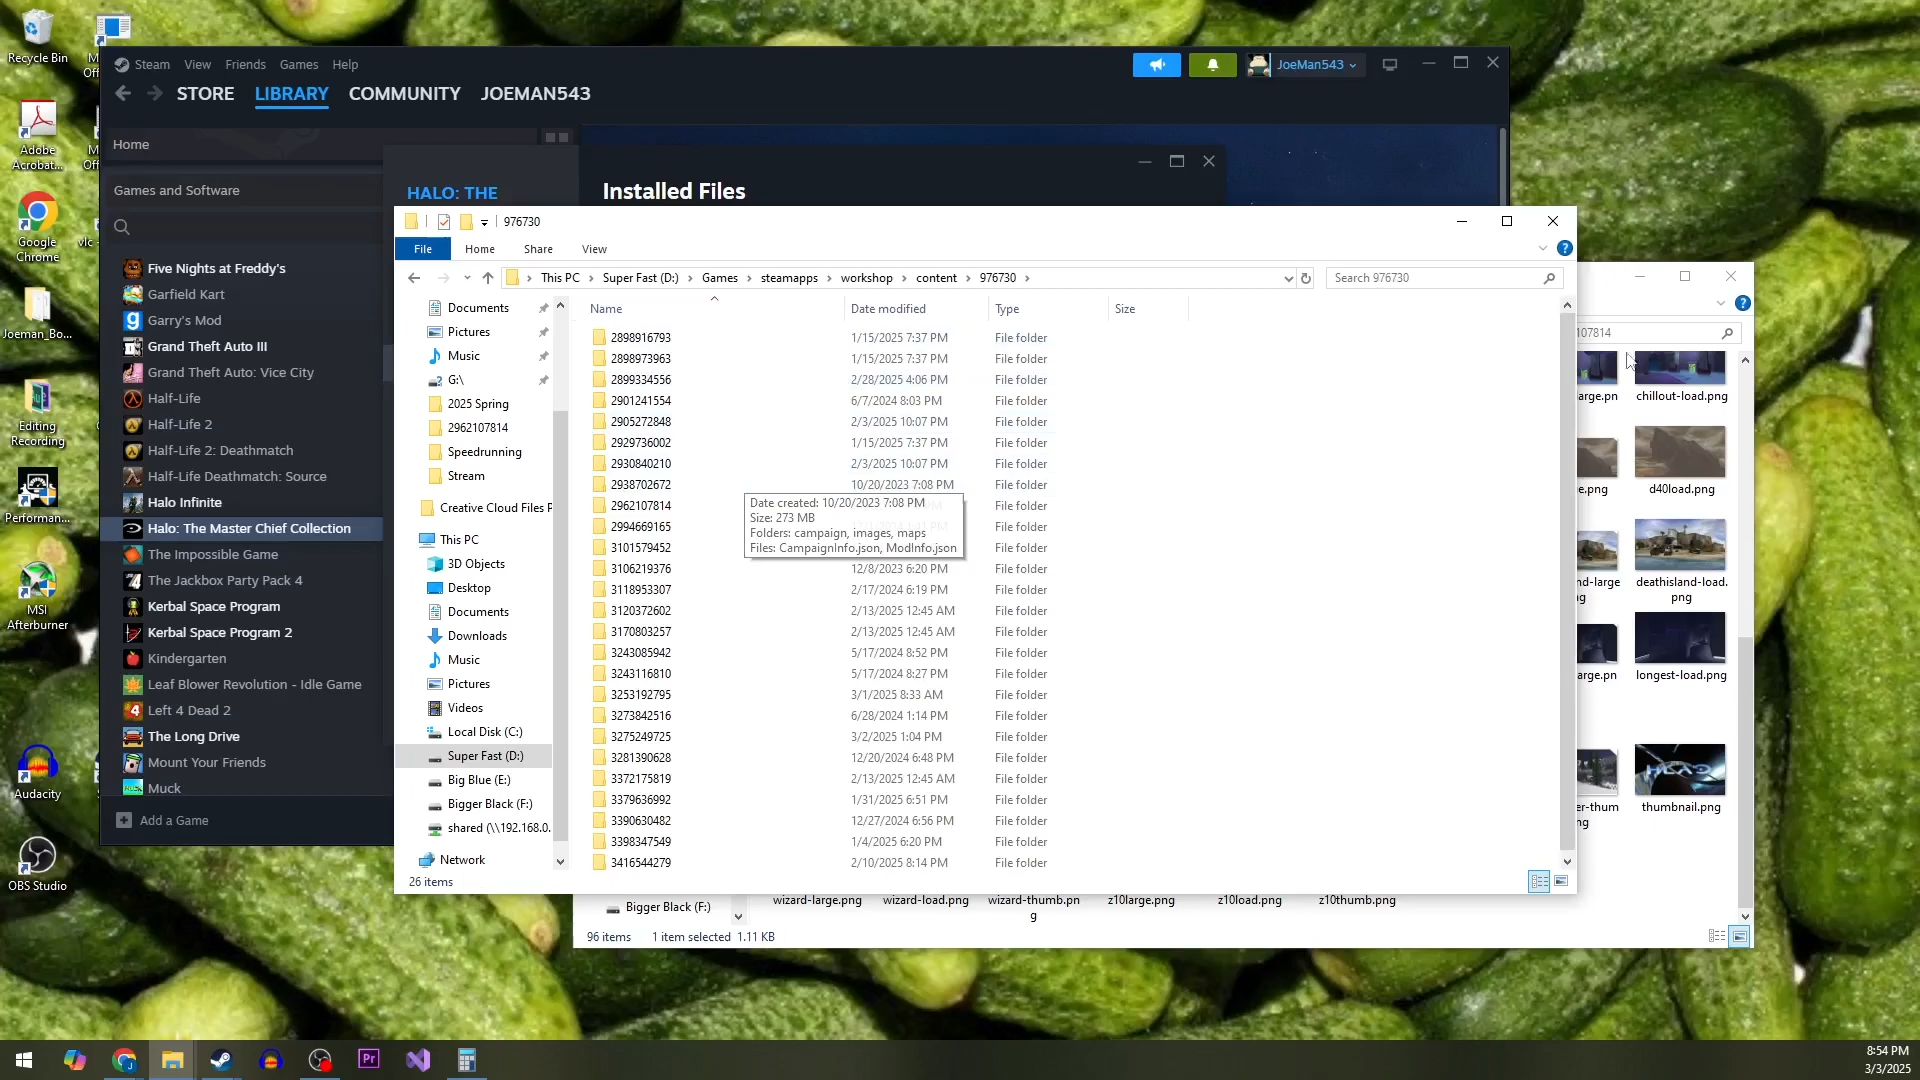 Recycle Bin
Adobe
Acrobat...
Google
Chrome
Joeman_Bo...
Editing
Recording
Performan...
MSI
Afterburner
Audacity
OBS Studio
Steam
View
Friends
Games
Help
JoeMan543
STORE
LIBRARY
COMMUNITY
JOEMAN543
Home
Games and Software
Five Nights at Freddy's
Garfield Kart
Garry's Mod
Grand Theft Auto III
Grand Theft Auto: Vice City
Half-Life
Half-Life 2
Half-Life 2: Deathmatch
Half-Life Deathmatch: Source
Halo Infinite
Halo: The Master Chief Collection
The Impossible Game
The Jackbox Party Pack 4
Kerbal Space Program
Kerbal Space Program 2
Kindergarten
Leaf Blower Revolution - Idle Game
Left 4 Dead 2
The Long Drive
Mount Your Friends
Muck
Add a Game
HALO: THE
Installed Files
976730
File
Home
Share
View
This PC
Super Fast (D:)
Games
steamapps
workshop
content
976730
Search 976730
Documents
Pictures
Music
G:\
2025 Spring
2962107814
Speedrunning
Stream
Creative Cloud Files P
This PC
3D Objects
Desktop
Documents
Downloads
Music
Pictures
Videos
Local Disk (C:)
Super Fast (D:)
Big Blue (E:)
Bigger Black (F:)
shared (\\192.168.0.
Network
26 items
Name Date modified Type Size
2898916793 1/15/2025 7:37 PM File folder
2898973963 1/15/2025 7:37 PM File folder
2899334556 2/28/2025 4:06 PM File folder
2901241554 6/7/2024 8:03 PM File folder
2905272848 2/3/2025 10:07 PM File folder
2929736002 1/15/2025 7:37 PM File folder
2930840210 2/3/2025 10:07 PM File folder
2938702672 10/20/2023 7:08 PM File folder
2962107814 File folder
2994669165 File folder
3101579452 File folder
3106219376 12/8/2023 6:20 PM File folder
3118953307 2/17/2024 6:19 PM File folder
3120372602 2/13/2025 12:45 AM File folder
3170803257 2/13/2025 12:45 AM File folder
3243085942 5/17/2024 8:52 PM File folder
3243116810 5/17/2024 8:27 PM File folder
3253192795 3/1/2025 8:33 AM File folder
3273842516 6/28/2024 1:14 PM File folder
3275249725 3/2/2025 1:04 PM File folder
3281390628 12/20/2024 6:48 PM File folder
3372175819 2/13/2025 12:45 AM File folder
3379636992 1/31/2025 6:51 PM File folder
3390630482 12/27/2024 6:56 PM File folder
3398347549 1/4/2025 6:20 PM File folder
3416544279 2/10/2025 8:14 PM File folder
Date created: 10/20/2023 7:08 PM
Size: 273 MB
Folders: campaign, images, maps
Files: CampaignInfo.json, ModInfo.json
107814
arge.pn
chillout-load.png
e.png
d40load.png
nd-large
ng
deathisland-load.
png
arge.pn
longest-load.png
er-thum
ng
thumbnail.png
HALO
Bigger Black (F:)
wizard-large.png
wizard-load.png
wizard-thumb.pn
g
z10large.png
z10load.png
z10thumb.png
96 items
1 item selected 1.11 KB
Pr
8:54 PM
3/3/2025